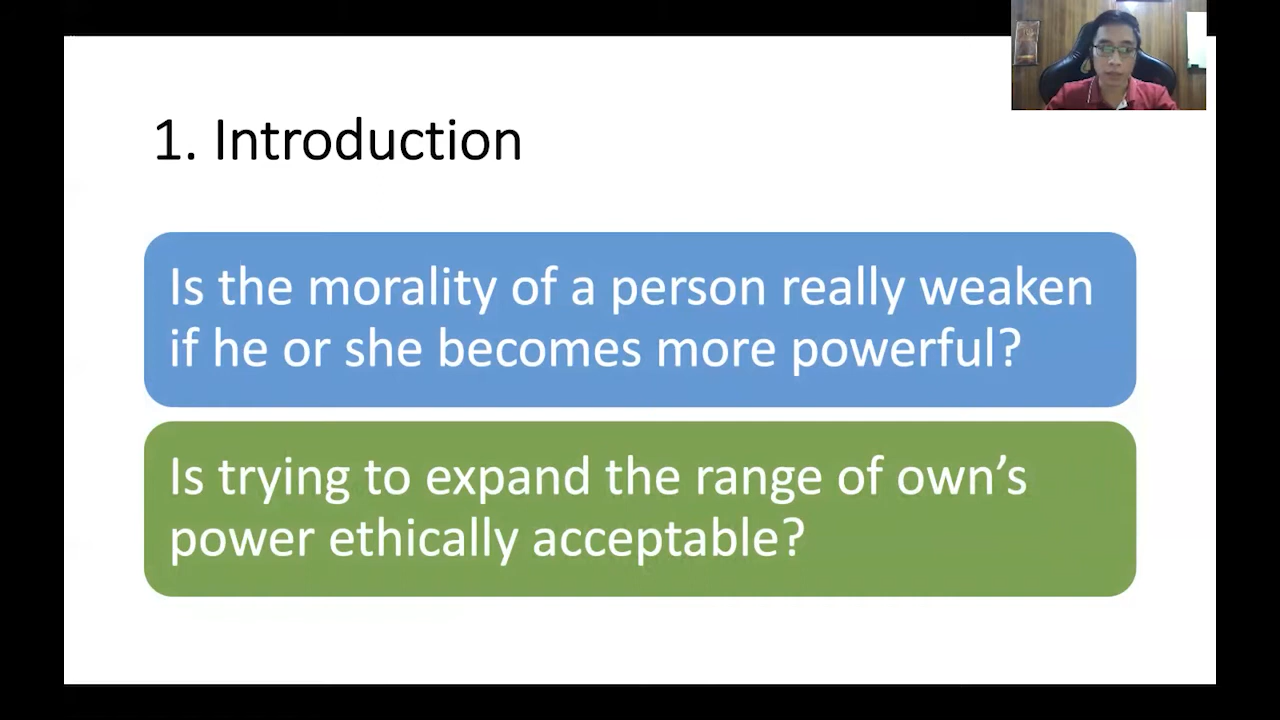 1. Introduction
Is the morality of a person really weaken
if he or she becomes more powerful?
Is trying to expand the range of own’s
power ethically acceptable?